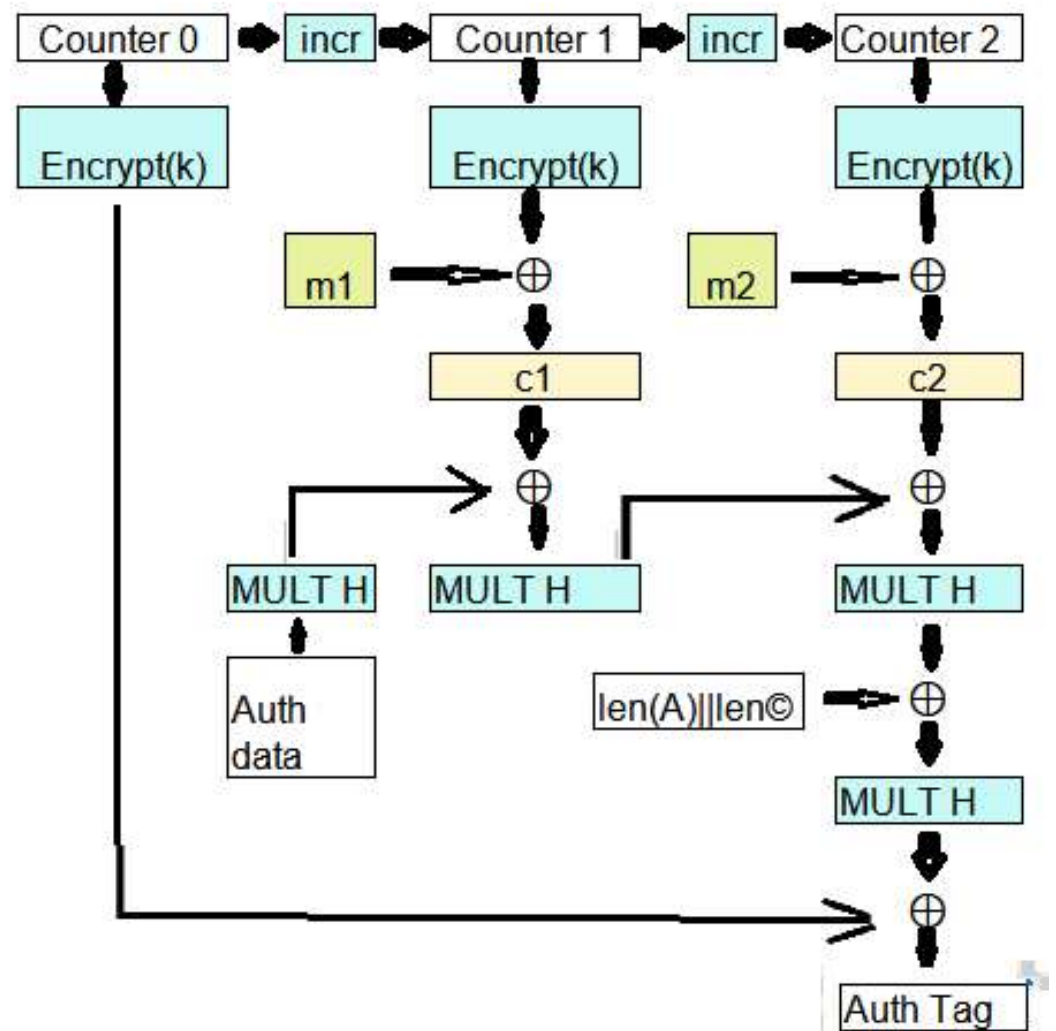 Counter 0
incr
Counter 1
incr
Counter 2
Encrypt(k)
Encrypt(k)
Encrypt(k)
m1
m2
c1
c2
MULT H
MULT H
MULT H
Auth
data
len(A)||len©
MULT H
Auth Tag